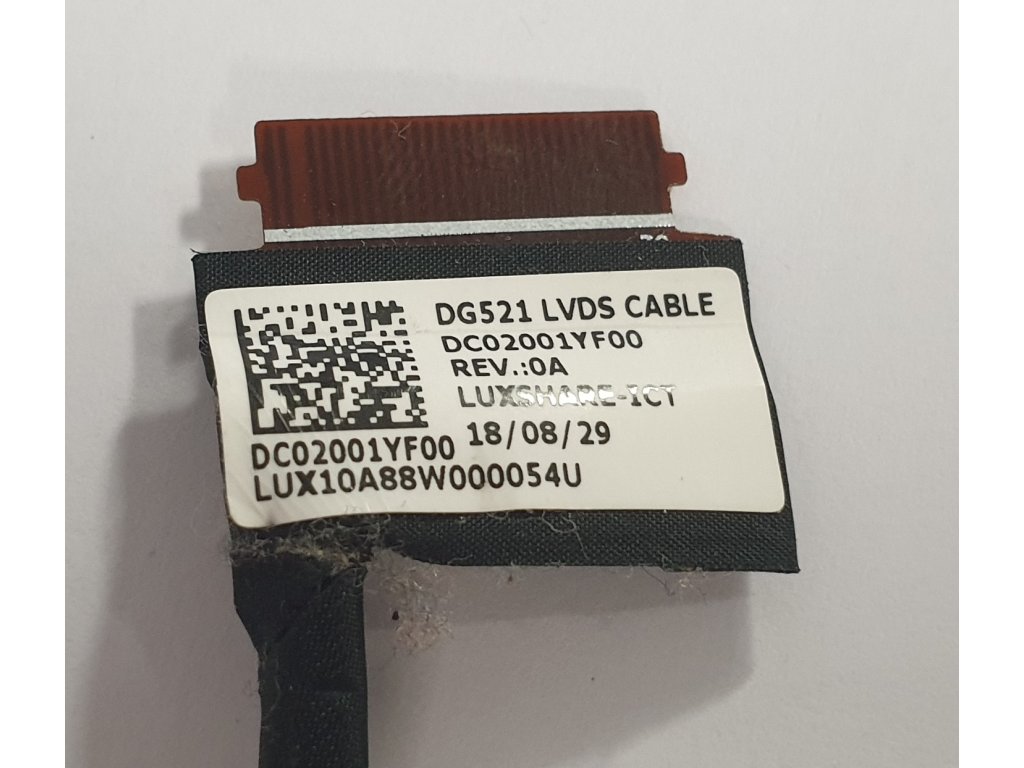 DG521 LVDS CABLE
DC02001YF00
REV.:0A
LUXSHARE-ICT
18/08/29
DC02001YF00
LUX10A88W000054U